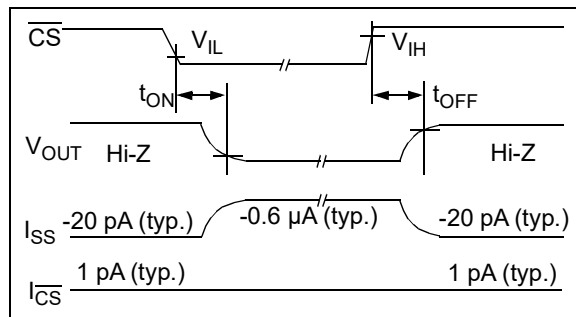 CS
V_IL
V_IH
t_ON
t_OFF
V_OUT
Hi-Z
Hi-Z
I_SS
-20 pA (typ.)
-0.6 µA (typ.)
-20 pA (typ.)
1 pA (typ.)
1 pA (typ.)
I_CS